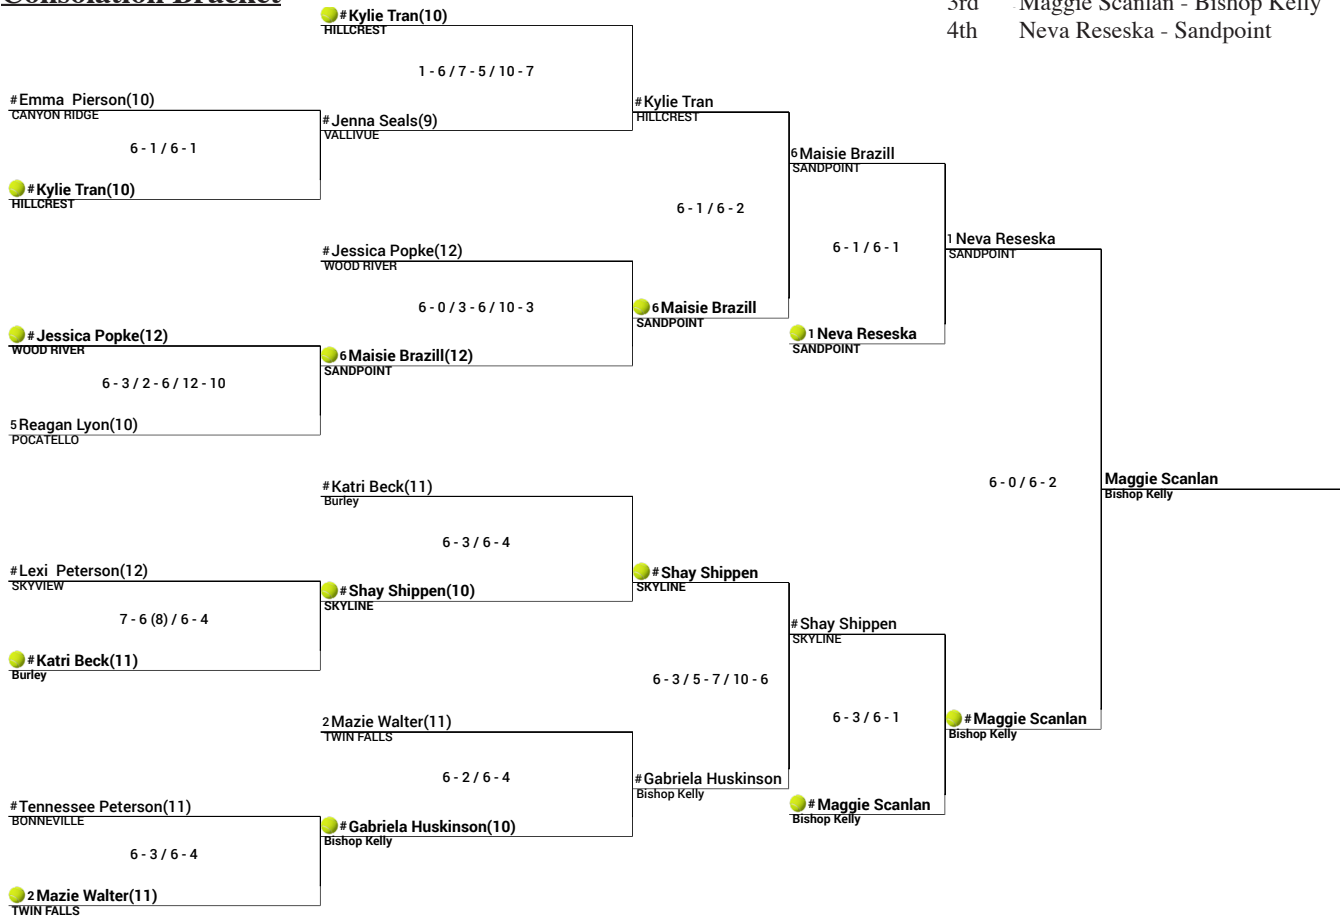 Consolation Bracket
3rd Maggie Scanlan - Bishop Kelly
4th Neva Reseska - Sandpoint
# Kylie Tran(10)
HILLCREST
1 - 6 / 7 - 5 / 10 - 7
# Jenna Seals(9)
VALLIVUE
# Emma Pierson(10)
CANYON RIDGE
6 - 1 / 6 - 1
# Kylie Tran(10)
HILLCREST
# Kylie Tran
HILLCREST
6 - 1 / 6 - 2
6 Maisie Brazill
SANDPOINT
6 Maisie Brazill
SANDPOINT
6 - 1 / 6 - 1
1 Neva Reseska
SANDPOINT
1 Neva Reseska
SANDPOINT
# Jessica Popke(12)
WOOD RIVER
6 - 0 / 3 - 6 / 10 - 3
6 Maisie Brazill(12)
SANDPOINT
# Jessica Popke(12)
WOOD RIVER
6 - 3 / 2 - 6 / 12 - 10
5 Reagan Lyon(10)
POCATELLO
6 - 0 / 6 - 2
Maggie Scanlan
Bishop Kelly
# Katri Beck(11)
Burley
6 - 3 / 6 - 4
# Shay Shippen(10)
SKYLINE
# Lexi Peterson(12)
SKYVIEW
7 - 6 (8) / 6 - 4
# Katri Beck(11)
Burley
# Shay Shippen
SKYLINE
6 - 3 / 5 - 7 / 10 - 6
# Gabriela Huskinson
Bishop Kelly
# Shay Shippen
SKYLINE
6 - 3 / 6 - 1
# Maggie Scanlan
Bishop Kelly
# Maggie Scanlan
Bishop Kelly
2 Mazie Walter(11)
TWIN FALLS
6 - 2 / 6 - 4
# Gabriela Huskinson(10)
Bishop Kelly
# Tennessee Peterson(11)
BONNEVILLE
6 - 3 / 6 - 4
2 Mazie Walter(11)
TWIN FALLS